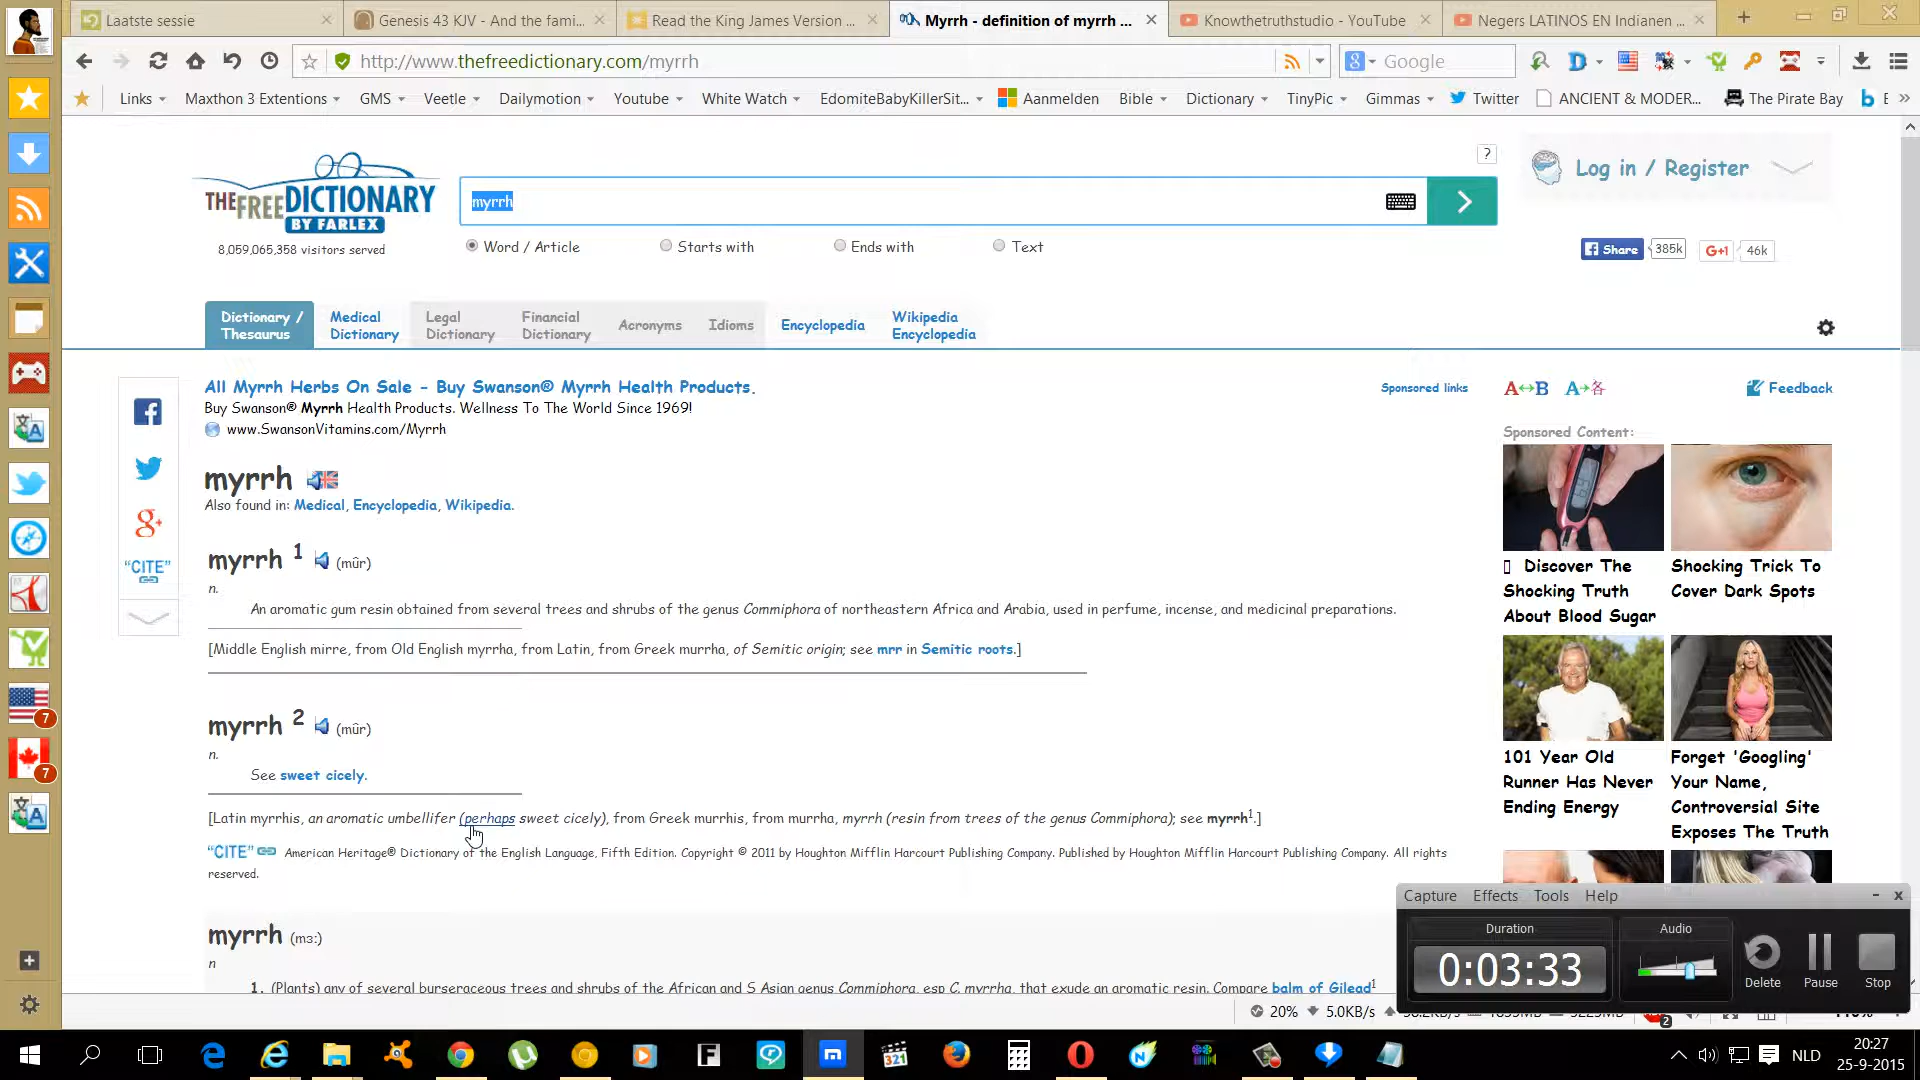 Laatste sessie
Genesis 43 KJV - And the fami...
Read the King James Version ...
Myrrh - definition of myrrh ...
Knowthetruthstudio - YouTube
Negers LATINOS EN Indianen ...
http://www.thefreedictionary.com/myrrh
Google
Links
Maxthon 3 Extentions
GMS
Veetle
Dailymotion
Youtube
White Watch
EdomiteBabyKillerSit...
Aanmelden
Bible
Dictionary
TinyPic
Gimmas
Twitter
ANCIENT & MODER...
The Pirate Bay
THEFREEDICTIONARY
BY FARLEX
8,059,065,358 visitors served
myrrh
?
Log in / Register
Word / Article
Starts with
Ends with
Text
Share
385k
G+1
46k
Dictionary / Thesaurus
Medical Dictionary
Legal Dictionary
Financial Dictionary
Acronyms
Idioms
Encyclopedia
Wikipedia Encyclopedia
All Myrrh Herbs On Sale - Buy Swanson® Myrrh Health Products.
Sponsored links
Buy Swanson® Myrrh Health Products. Wellness To The World Since 1969!
www.SwansonVitamins.com/Myrrh
A↔B
A→各
Feedback
myrrh
Also found in: Medical, Encyclopedia, Wikipedia.
"CITE"
myrrh 1 (mûr)
n.
An aromatic gum resin obtained from several trees and shrubs of the genus Commiphora of northeastern Africa and Arabia, used in perfume, incense, and medicinal preparations.
[Middle English mirre, from Old English myrrha, from Latin, from Greek murrha, of Semitic origin; see mrr in Semitic roots.]
myrrh 2 (mûr)
n.
See sweet cicely.
[Latin myrrhis, an aromatic umbellifer (perhaps sweet cicely), from Greek murrhis, from murrha, myrrh (resin from trees of the genus Commiphora); see myrrh1.]
"CITE" American Heritage® Dictionary of the English Language, Fifth Edition. Copyright © 2011 by Houghton Mifflin Harcourt Publishing Company. Published by Houghton Mifflin Harcourt Publishing Company. All rights
reserved.
myrrh (mɜː)
n
1. (Plants) any of several burseraceous trees and shrubs of the African and S Asian genus Commiphora, esp C. myrrha, that exude an aromatic resin. Compare balm of Gilead1
Sponsored Content:
Discover The
Shocking Truth
About Blood Sugar
Shocking Trick To
Cover Dark Spots
101 Year Old
Runner Has Never
Ending Energy
Forget 'Googling'
Your Name,
Controversial Site
Exposes The Truth
Capture
Effects
Tools
Help
Duration
0:03:33
Audio
Delete
Pause
Stop
20%
5.0KB/s
7
7
2
321
NLD
20:27
25-9-2015